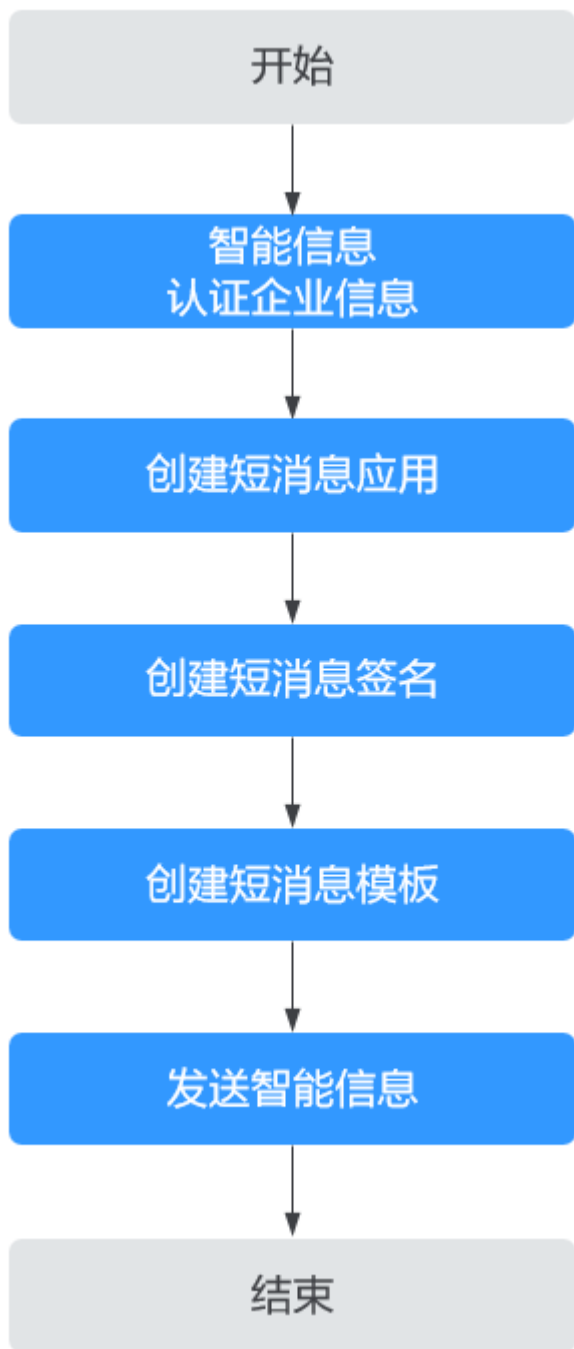 开始
智能信息
认证企业信息
创建短消息应用
创建短消息签名
创建短消息模板
发送智能信息
结束